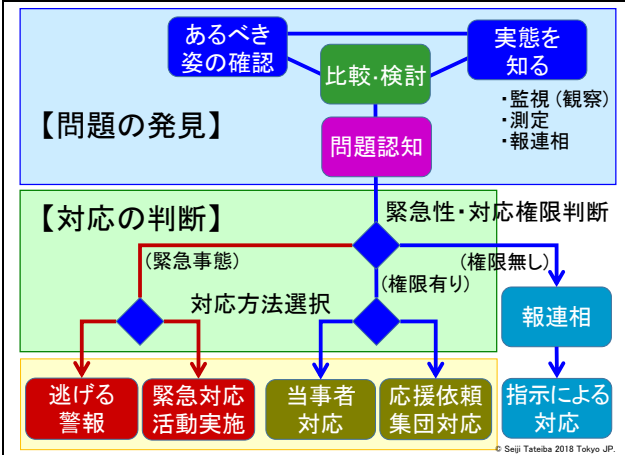 あるべき
姿の確認
実態を
知る
比較・検討
・監視（観察）
・測定
・報連相
【問題の発見】
問題認知
【対応の判断】
緊急性・対応権限判断
（緊急事態）
（権限有り）
（権限無し）
対応方法選択
報連相
逃げる
警報
緊急対応
活動実施
当事者
対応
応援依頼
集団対応
指示による
対応
© Seiji Tateiba 2018 Tokyo JP.